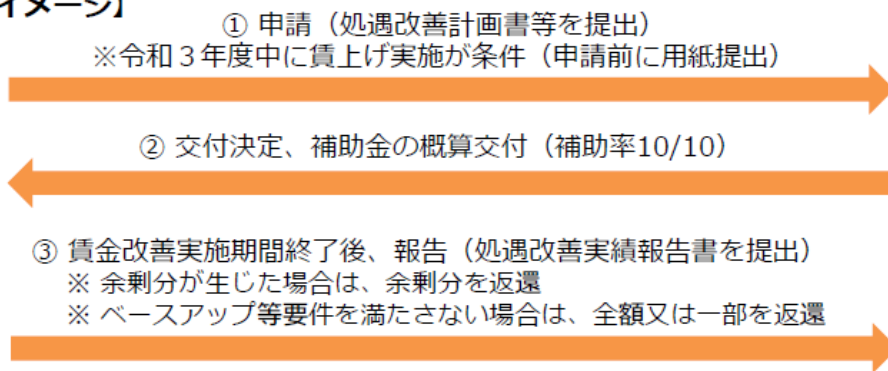 イメージ】
① 申請（処遇改善計画書等を提出）
※令和３年度中に賃上げ実施が条件（申請前に用紙提出）
② 交付決定、補助金の概算交付（補助率10/10）
③ 賃金改善実施期間終了後、報告（処遇改善実績報告書を提出）
※ 余剰分が生じた場合は、余剰分を返還
※ ベースアップ等要件を満たさない場合は、全額又は一部を返還